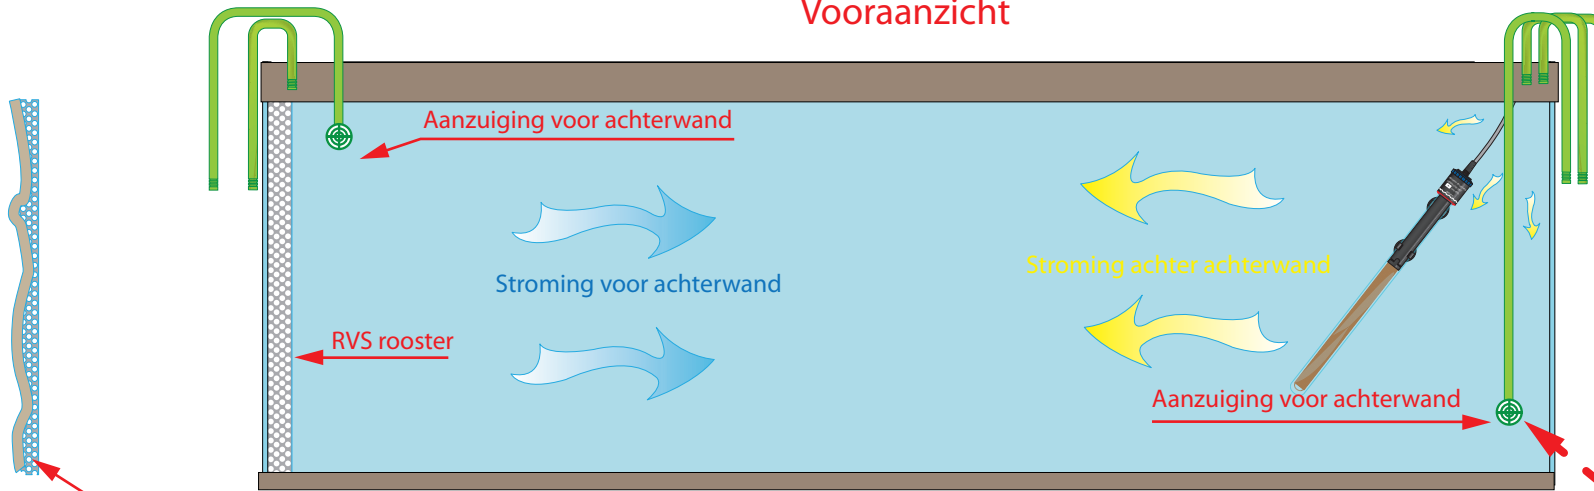 Vooraanzicht
Aanzuiging voor achterwand
Stroming voor achterwand
Stroming achter achterwand
RVS rooster
Aanzuiging voor achterwand